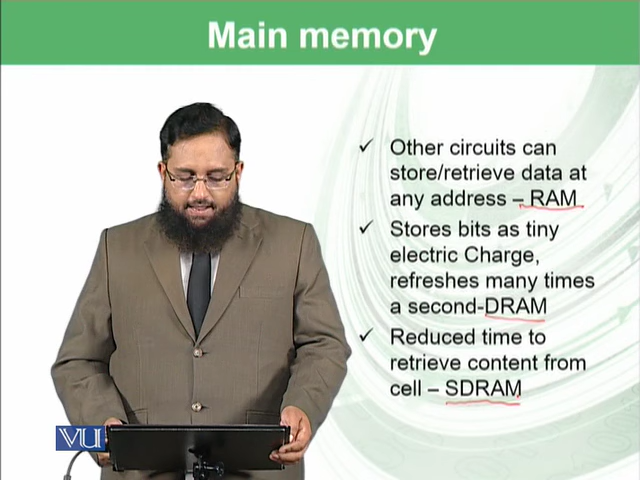 Main memory
✓ Other circuits can
store/retrieve data at
any address – RAM
✓ Stores bits as tiny
electric Charge,
refreshes many times
a second-DRAM
✓ Reduced time to
retrieve content from
cell – SDRAM
VU